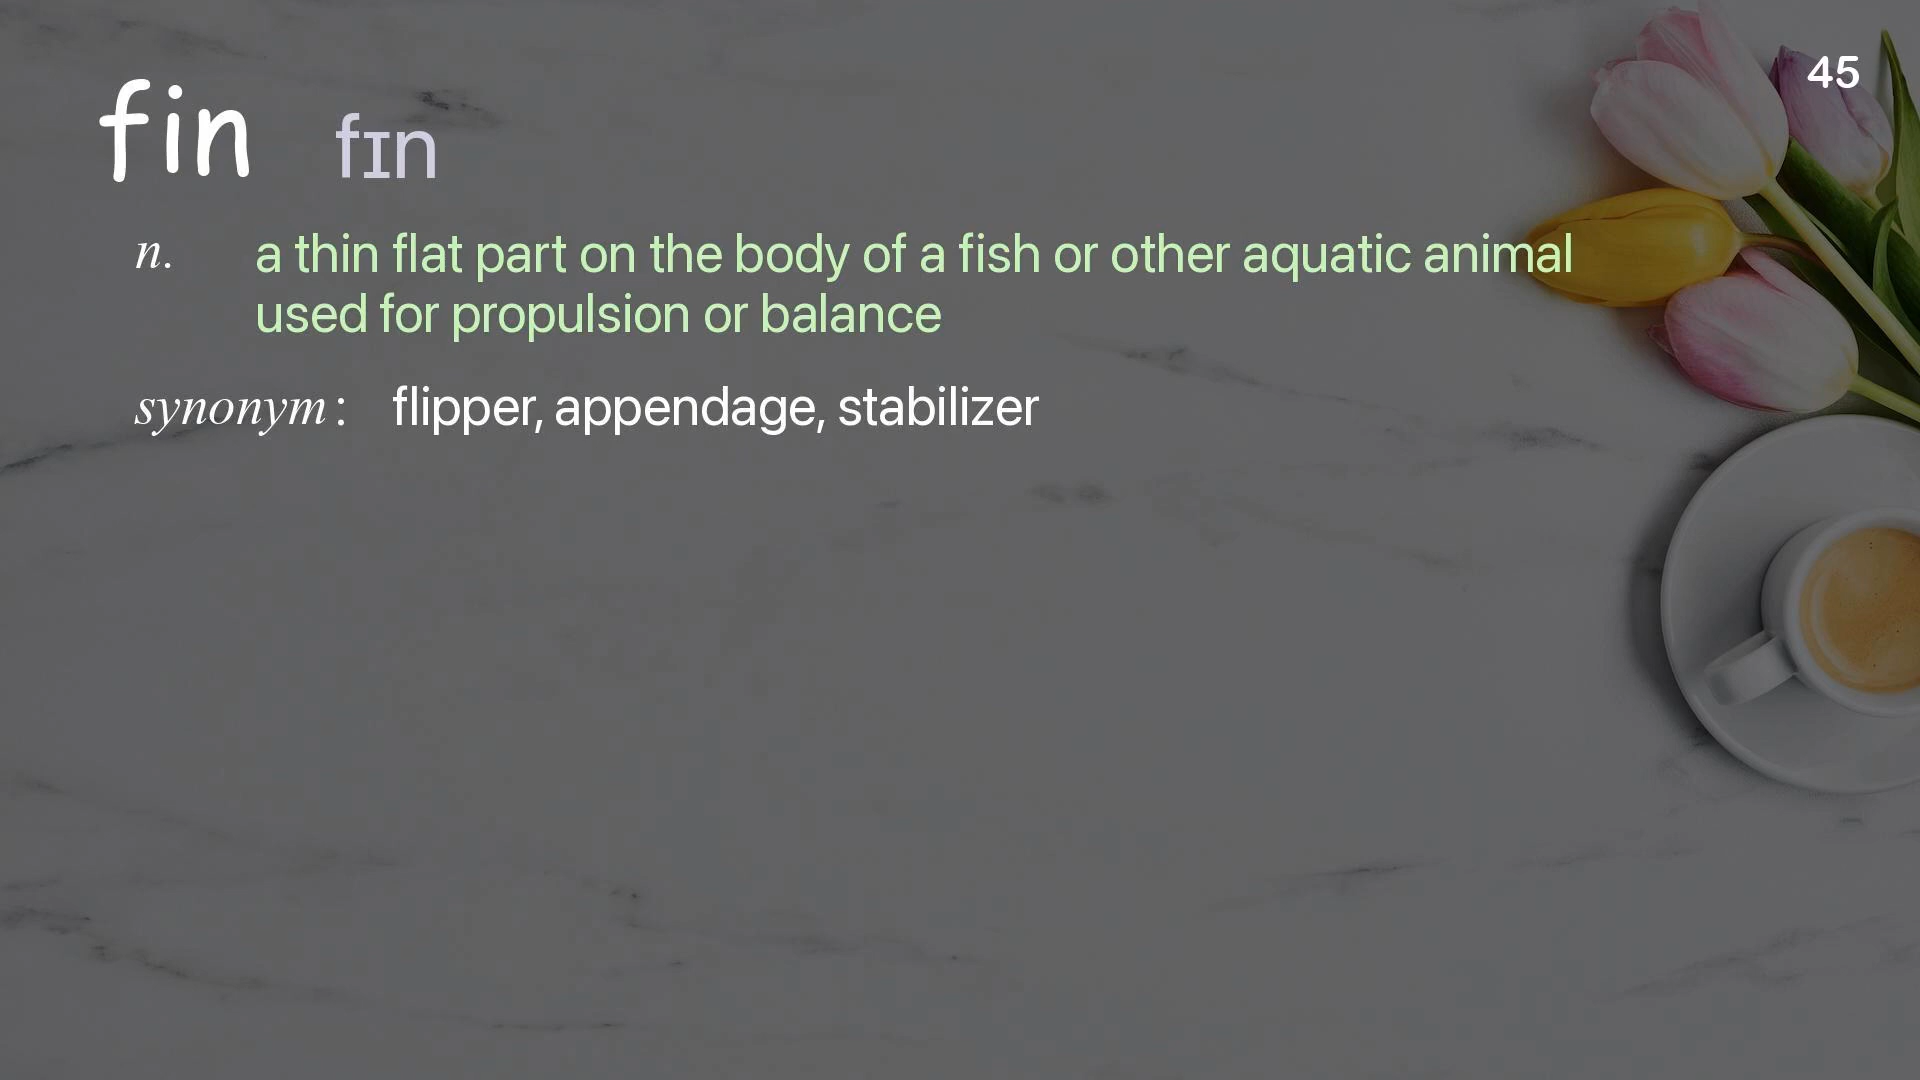 45
fin fɪn
n. a thin flat part on the body of a fish or other aquatic animal
used for propulsion or balance
synonym: flipper, appendage, stabilizer